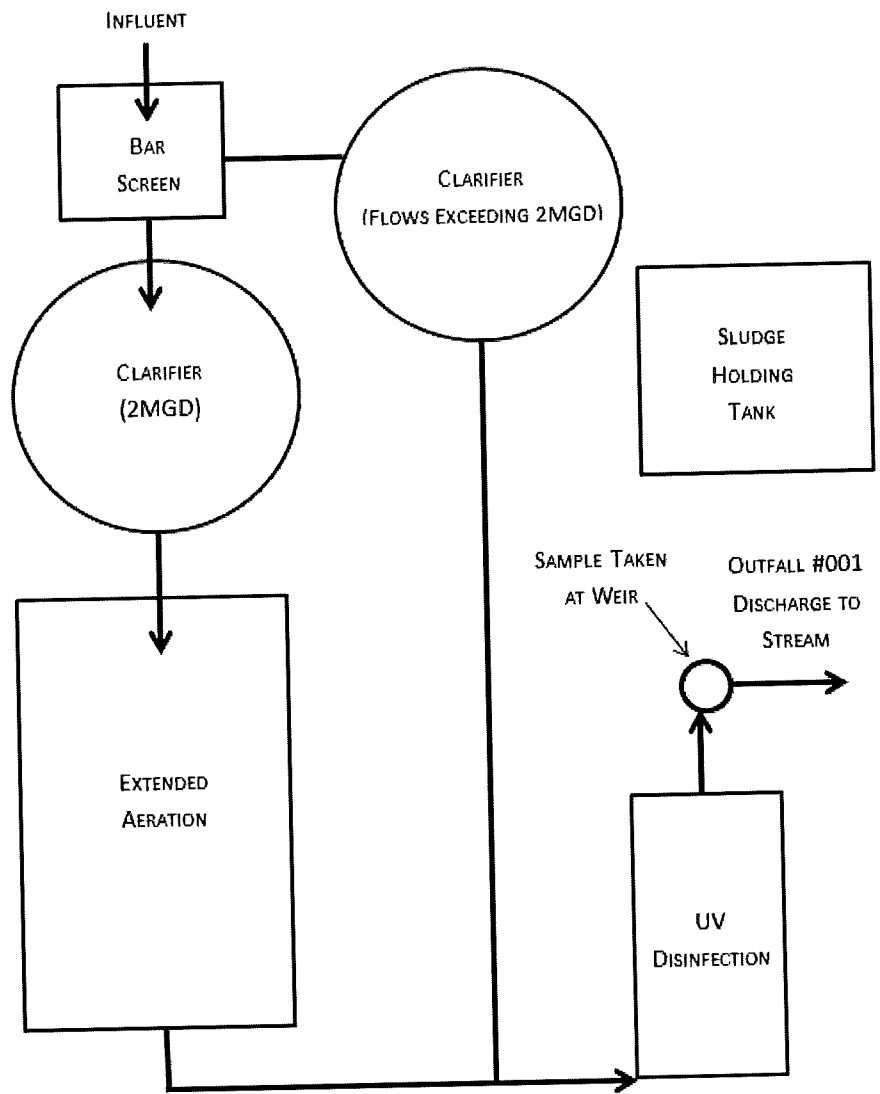 INFLUENT
BAR
SCREEN
CLARIFIER
(FLOWS EXCEEDING 2MGD)
CLARIFIER
(2MGD)
SLUDGE
HOLDING
TANK
SAMPLE TAKEN
AT WEIR
OUTFALL #001
DISCHARGE TO
STREAM
EXTENDED
AERATION
UV
DISINFECTION